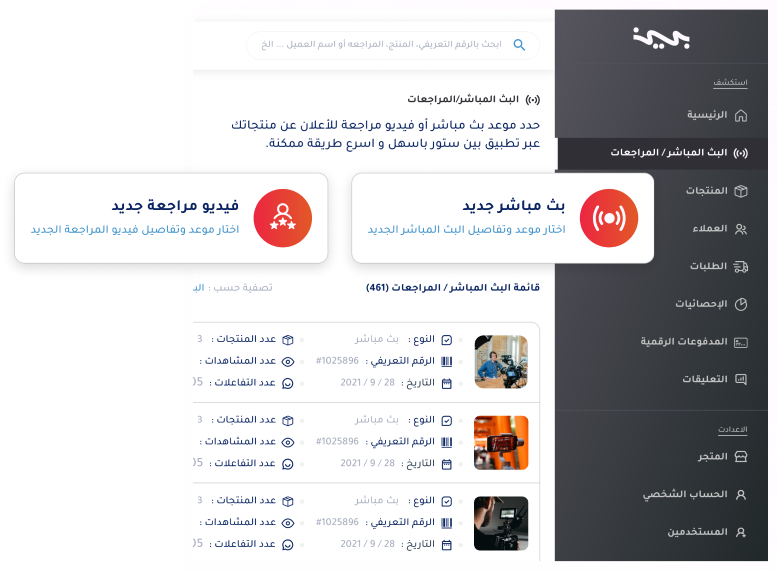 بين
استكشف
الرئيسية
البث المباشر / المراجعات
المنتجات
العملاء
الطلبات
الإحصائيات
المدفوعات الرقمية
التعليقات
الاعدادت
المتجر
الحساب الشخصي
المستخدمين
ابحث بالرقم التعريفي، المنتج، المراجعه أو اسم العميل ... الخ
البث المباشر/المراجعات
حدد موعد بث مباشر أو فيديو مراجعة للأعلان عن منتجاتك
عبر تطبيق بين ستور باسهل و اسرع طريقة ممكنة.
بث مباشر جديد
اختار موعد وتفاصيل البث المباشر الجديد
فيديو مراجعة جديد
اختار موعد وتفاصيل فيديو المراجعة الجديد
قائمة البث المباشر / المراجعات (461)
تصفية حسب :
النوع : بث مباشر عدد المنتجات : 3
الرقم التعريفي : #1025896 عدد المشاهدات :
التاريخ : 28 / 9 / 2021 عدد التفاعلات : 05
النوع : بث مباشر عدد المنتجات : 3
الرقم التعريفي : #1025896 عدد المشاهدات :
التاريخ : 28 / 9 / 2021 عدد التفاعلات : 05
النوع : بث مباشر عدد المنتجات : 3
الرقم التعريفي : #1025896 عدد المشاهدات :
التاريخ : 28 / 9 / 2021 عدد التفاعلات : 05